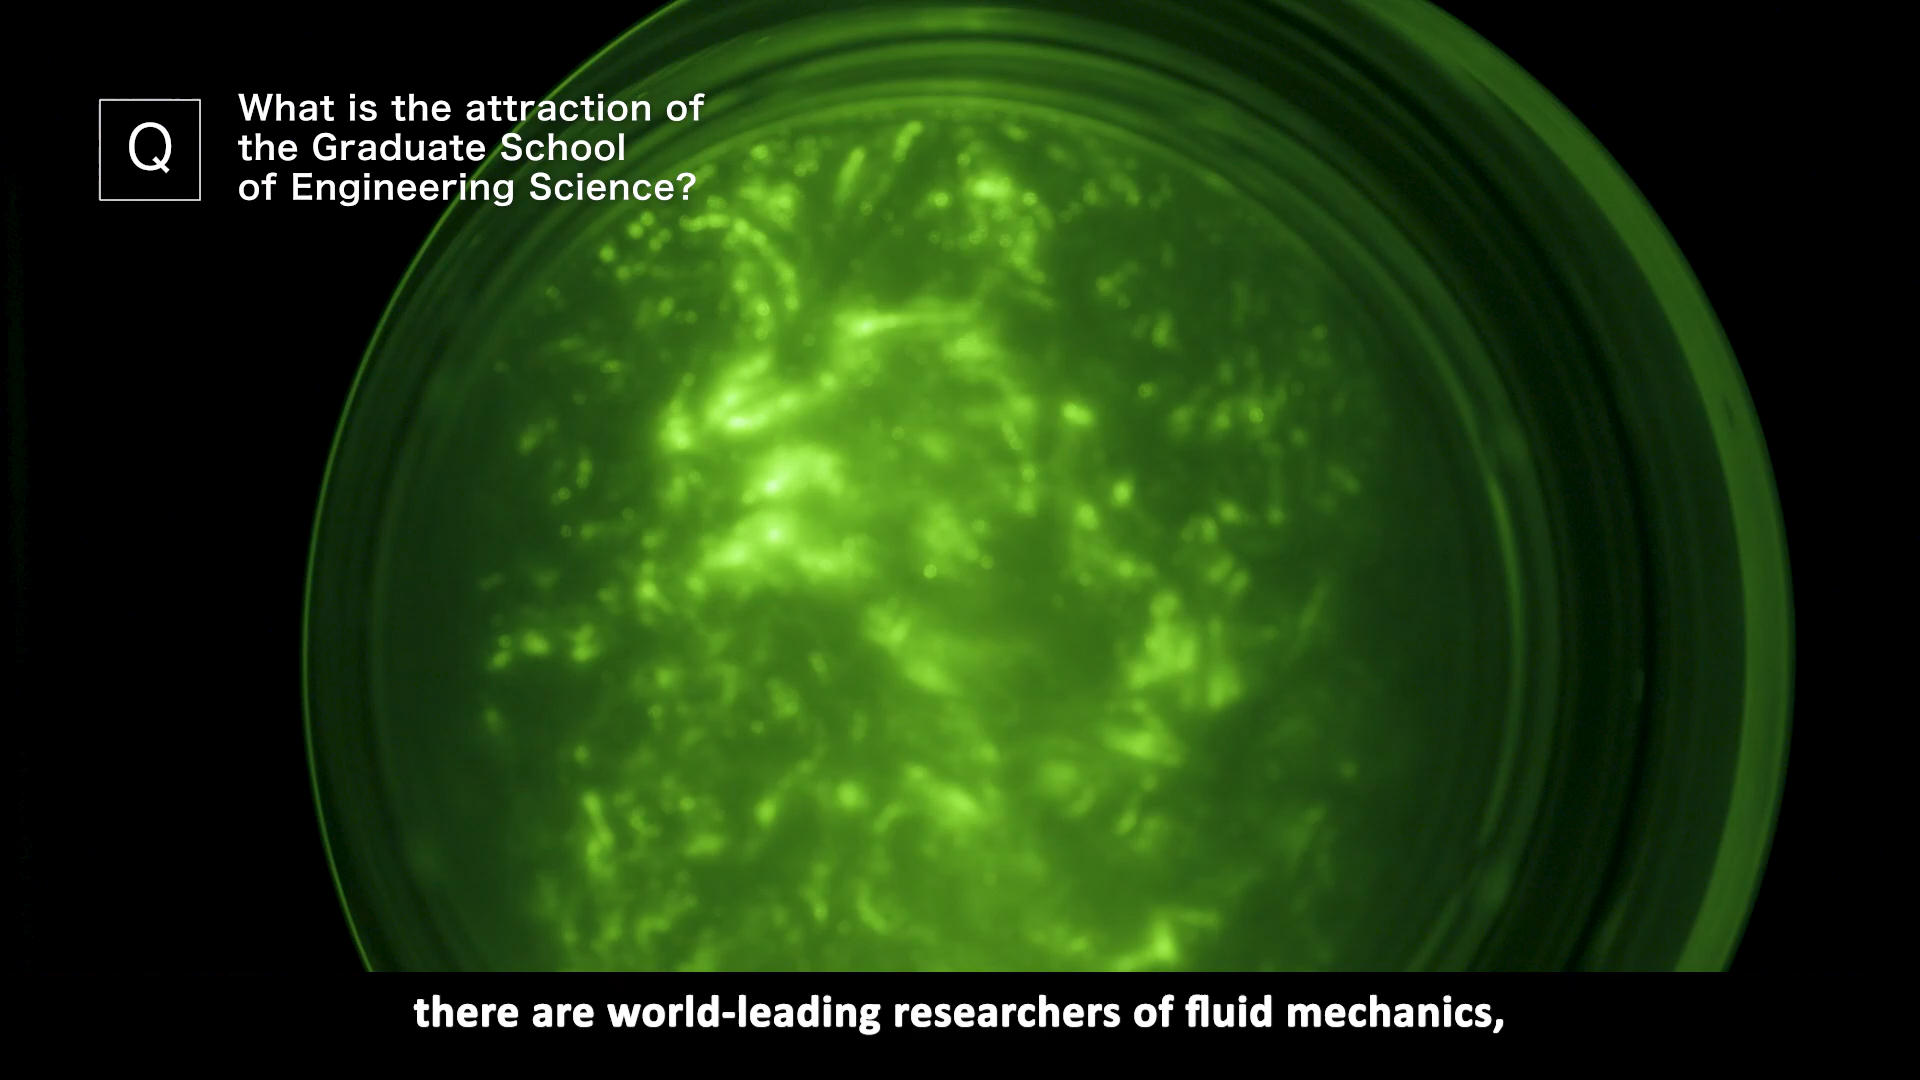 Q
What is the attraction of
the Graduate School
of Engineering Science?
there are world-leading researchers of fluid mechanics,